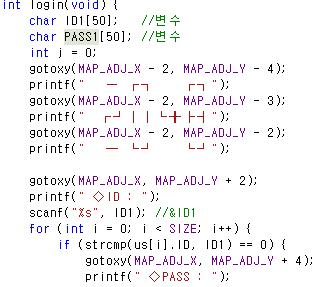 int login(void) {
char ID1[50]; //변수
char PASS1[50]; //변수
int j = 0;
gotoxy(MAP_ADJ_X - 2, MAP_ADJ_Y - 4);
printf(" ─ ┌┐ ┌┐");
gotoxy(MAP_ADJ_X - 2, MAP_ADJ_Y - 3);
printf(" ┌┘││└╋├┤");
gotoxy(MAP_ADJ_X - 2, MAP_ADJ_Y - 2);
printf(" ─ └┘ └┘");
gotoxy(MAP_ADJ_X, MAP_ADJ_Y + 2);
printf(" ◇ID : ");
scanf("%s", ID1); //&ID1
for (int i = 0; i < SIZE; i++) {
if (strcmp(us[i].ID, ID1) == 0) {
gotoxy(MAP_ADJ_X, MAP_ADJ_Y + 4);
printf(" ◇PASS : ");